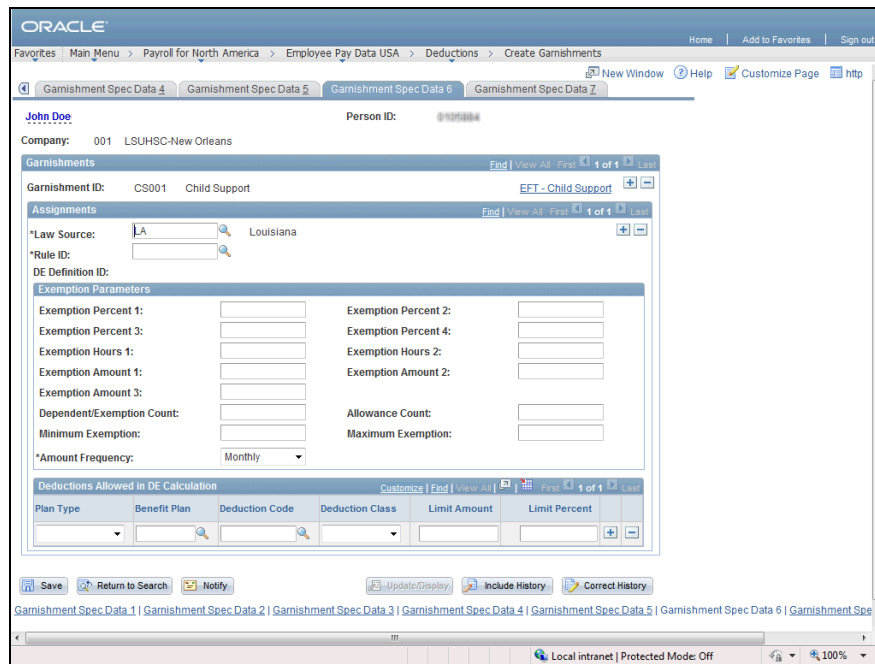 ORACLE
Home | Add to Favorites | Sign out
Favorites Main Menu > Payroll for North America > Employee Pay Data USA > Deductions > Create Garnishments
New Window Help Customize Page http
Garnishment Spec Data 4 Garnishment Spec Data 5 Garnishment Spec Data 6 Garnishment Spec Data 7
John Doe Person ID:
Company: 001 LSUHSC-New Orleans
Garnishments Find | View All First 1 of 1 Last
Garnishment ID: CS001 Child Support EFT - Child Support
Assignments Find | View All First 1 of 1 Last
*Law Source: LA Louisiana
*Rule ID:
DE Definition ID:
Exemption Parameters
Exemption Percent 1: Exemption Percent 2:
Exemption Percent 3: Exemption Percent 4:
Exemption Hours 1: Exemption Hours 2:
Exemption Amount 1: Exemption Amount 2:
Exemption Amount 3:
Dependent/Exemption Count: Allowance Count:
Minimum Exemption: Maximum Exemption:
*Amount Frequency: Monthly
Deductions Allowed in DE Calculation Customize | Find | View All | First 1 of 1 Last
Plan Type Benefit Plan Deduction Code Deduction Class Limit Amount Limit Percent
Save Return to Search Notify Update/Display Include History Correct History
Garnishment Spec Data 1 | Garnishment Spec Data 2 | Garnishment Spec Data 3 | Garnishment Spec Data 4 | Garnishment Spec Data 5 | Garnishment Spec Data 6 | Garnishment Spe
Local intranet | Protected Mode: Off 100%